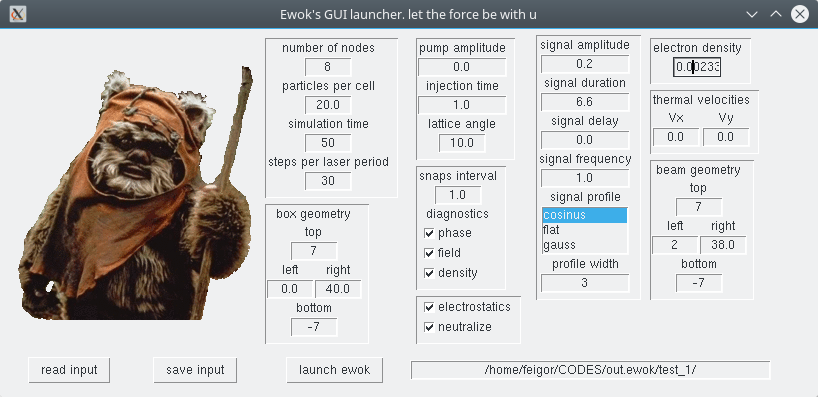 Ewok's GUI launcher. let the force be with u
number of nodes
8
particles per cell
20.0
simulation time
50
steps per laser period
30
box geometry
top
7
left right
0.0 40.0
bottom
-7
pump amplitude
0.0
injection time
1.0
lattice angle
10.0
snaps interval
1.0
diagnostics
phase
field
density
electrostatics
neutralize
signal amplitude
0.2
signal duration
6.6
signal delay
0.0
signal frequency
1.0
signal profile
cosinus
flat
gauss
profile width
3
electron density
0.00233
thermal velocities
Vx Vy
0.0 0.0
beam geometry
top
7
left right
2 38.0
bottom
-7
read input save input launch ewok /home/feigor/CODES/out.ewok/test_1/